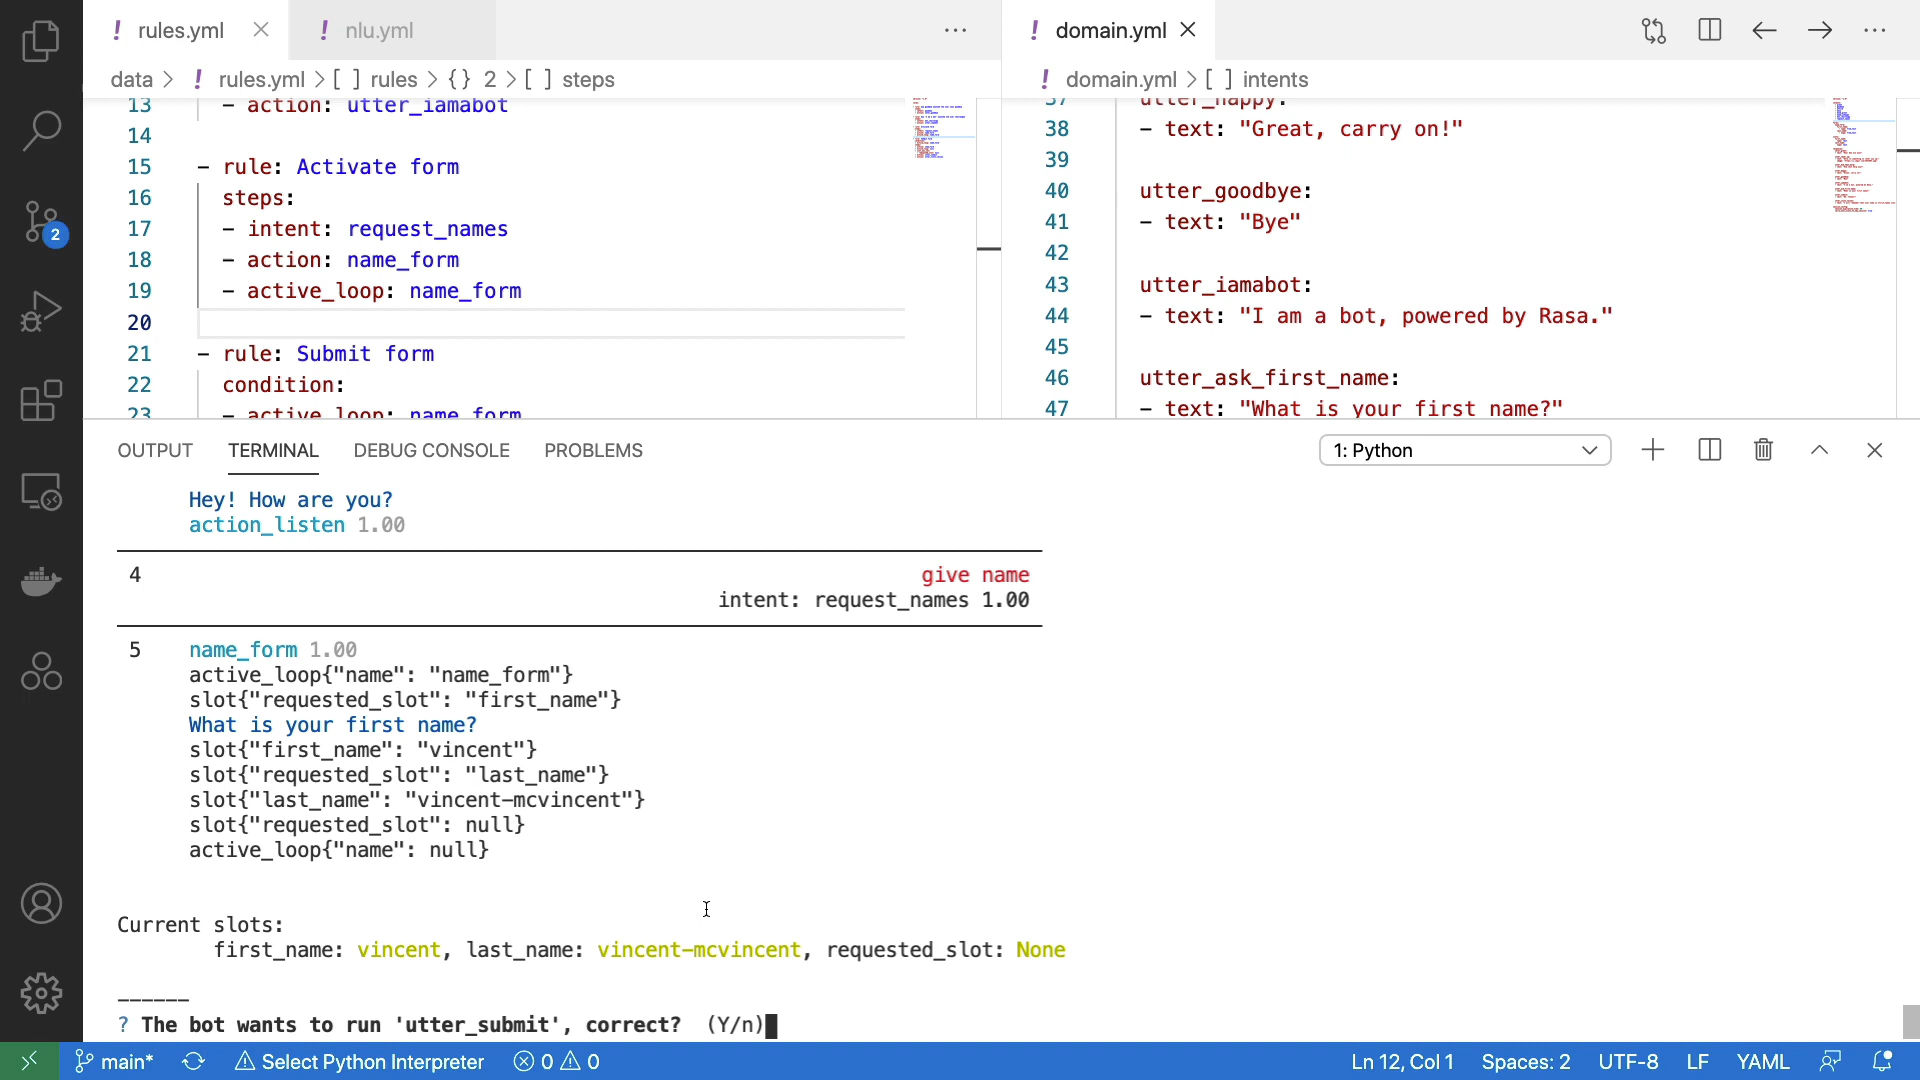 ! rules.yml
! nlu.yml
! domain.yml
data > ! rules.yml > [ ] rules > {} 2 > [ ] steps
! domain.yml > [ ] intents
13 - action: utter_iamabot
14
15 - rule: Activate form
16 steps:
17 - intent: request_names
18 - action: name_form
19 - active_loop: name_form
20
21 - rule: Submit form
22 condition:
23 - active_loop: name_form
37 utter_happy:
38 - text: "Great, carry on!"
39
40 utter_goodbye:
41 - text: "Bye"
42
43 utter_iamabot:
44 - text: "I am a bot, powered by Rasa."
45
46 utter_ask_first_name:
47 - text: "What is your first name?"
2
OUTPUT TERMINAL DEBUG CONSOLE PROBLEMS
1: Python
Hey! How are you?
action_listen 1.00
4 give name
intent: request_names 1.00
5 name_form 1.00
active_loop{"name": "name_form"}
slot{"requested_slot": "first_name"}
What is your first name?
slot{"first_name": "vincent"}
slot{"requested_slot": "last_name"}
slot{"last_name": "vincent-mcvincent"}
slot{"requested_slot": null}
active_loop{"name": null}
Current slots:
first_name: vincent, last_name: vincent-mcvincent, requested_slot: None
------
? The bot wants to run 'utter_submit', correct? (Y/n)
main* Select Python Interpreter 0 0
Ln 12, Col 1 Spaces: 2 UTF-8 LF YAML